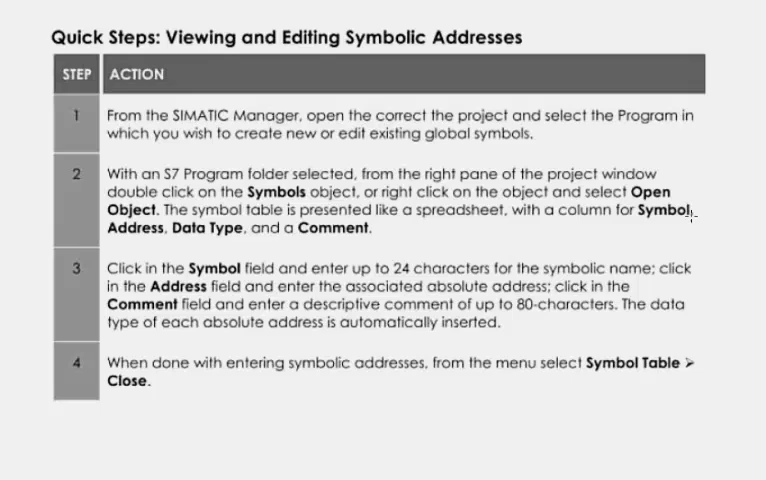 Quick Steps: Viewing and Editing Symbolic Addresses
STEP ACTION
1 From the SIMATIC Manager, open the correct the project and select the Program in
which you wish to create new or edit existing global symbols.
2 With an S7 Program folder selected, from the right pane of the project window
double click on the Symbols object, or right click on the object and select Open
Object. The symbol table is presented like a spreadsheet, with a column for Symbol,
Address, Data Type, and a Comment.
3 Click in the Symbol field and enter up to 24 characters for the symbolic name; click
in the Address field and enter the associated absolute address; click in the
Comment field and enter a descriptive comment of up to 80-characters. The data
type of each absolute address is automatically inserted.
4 When done with entering symbolic addresses, from the menu select Symbol Table ➢
Close.